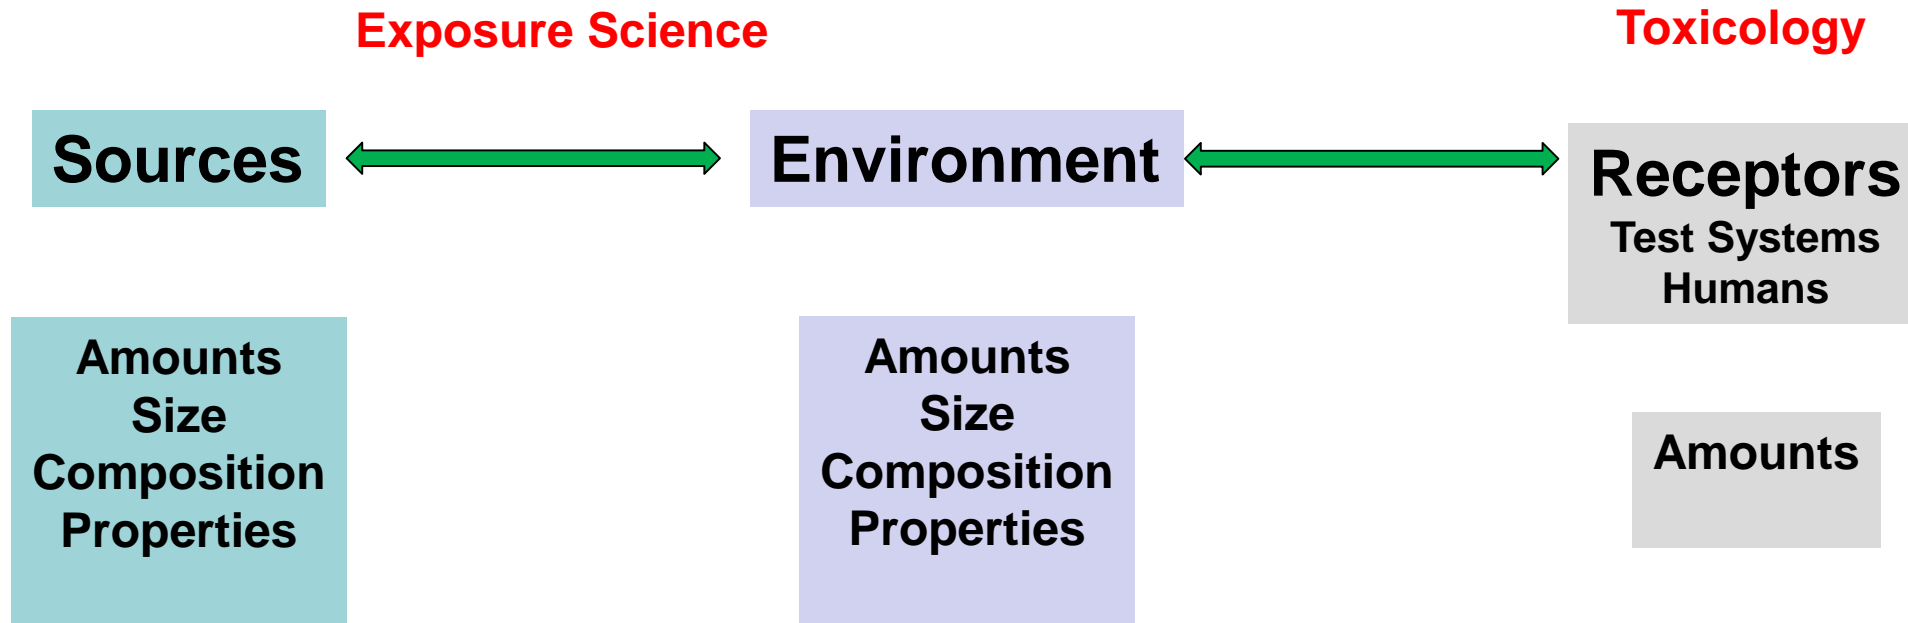 Exposure Science
Toxicology
Sources
Environment
Receptors
Test Systems
Humans
Amounts
Size
Composition
Properties
Amounts
Size
Composition
Properties
Amounts